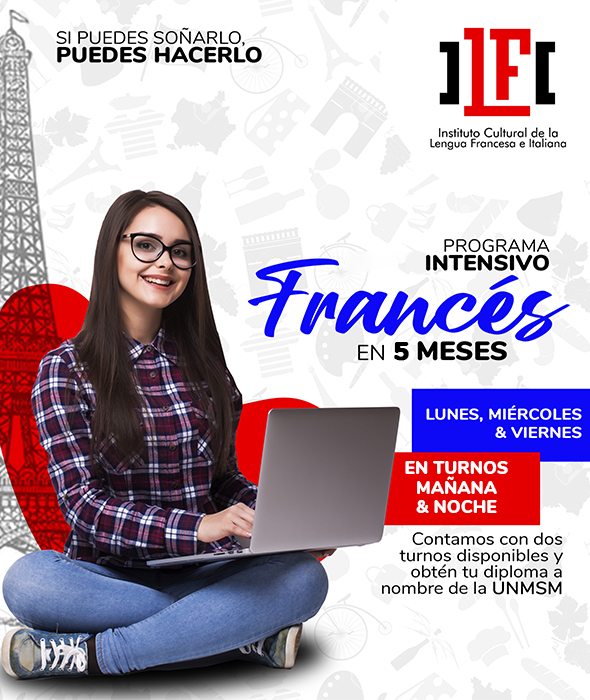 SI PUEDES SOÑARLO,
PUEDES HACERLO
]LF[
Instituto Cultural de la
Lengua Francesa e Italiana
PROGRAMA
INTENSIVO
Francés
EN 5 MESES
LUNES, MIÉRCOLES
& VIERNES
EN TURNOS
MAÑANA
& NOCHE
Contamos con dos
turnos disponibles y
obtén tu diploma a
nombre de la UNMSM